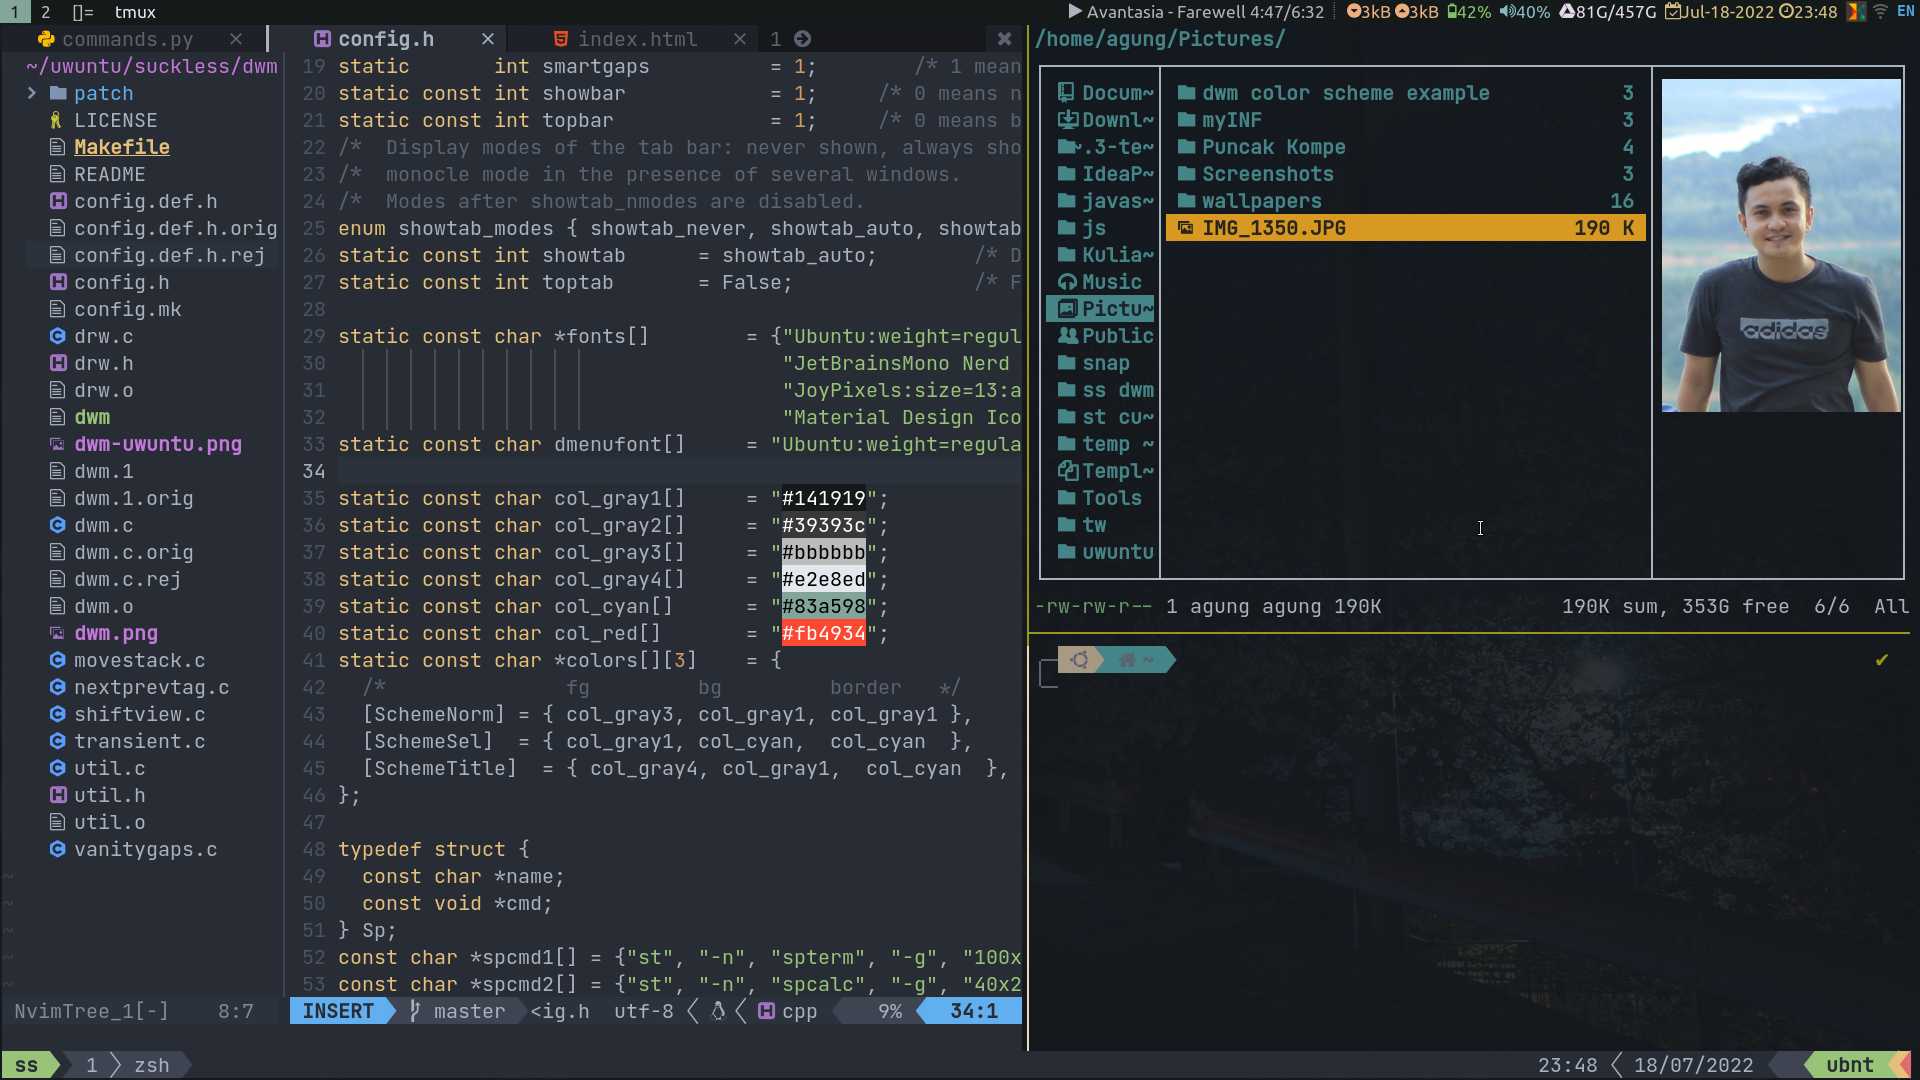 1 2 []= tmux
Avantasia - Farewell 4:47/6:32 3kB 3kB 42% 40% 81G/457G Jul-18-2022 23:48 EN
commands.py config.h index.html 1
~/uwuntu/suckless/dwm
patch
LICENSE
Makefile
README
config.def.h
config.def.h.orig
config.def.h.rej
config.h
config.mk
drw.c
drw.h
drw.o
dwm
dwm-uwuntu.png
dwm.1
dwm.1.orig
dwm.c
dwm.c.orig
dwm.c.rej
dwm.o
dwm.png
movestack.c
nextprevtag.c
shiftview.c
transient.c
util.c
util.h
util.o
vanitygaps.c
~
~
~
~
~
NvimTree_1[-] 8:7
19 static       int smartgaps          = 1;        /* 1 mean
20 static const int showbar            = 1;     /* 0 means n
21 static const int topbar             = 1;     /* 0 means b
22 /*  Display modes of the tab bar: never shown, always sho
23 /*  monocle mode in the presence of several windows.
24 /*  Modes after showtab_nmodes are disabled.
25 enum showtab_modes { showtab_never, showtab_auto, showtab
26 static const int showtab      = showtab_auto;        /* D
27 static const int toptab       = False;               /* F
28
29 static const char *fonts[]        = {"Ubuntu:weight=regul
30                                      "JetBrainsMono Nerd
31                                      "JoyPixels:size=13:a
32                                      "Material Design Ico
33 static const char dmenufont[]     = "Ubuntu:weight=regula
34
35 static const char col_gray1[]     = "#141919";
36 static const char col_gray2[]     = "#39393c";
37 static const char col_gray3[]     = "#bbbbbb";
38 static const char col_gray4[]     = "#e2e8ed";
39 static const char col_cyan[]      = "#83a598";
40 static const char col_red[]       = "#fb4934";
41 static const char *colors[][3]    = {
42   /*               fg         bg         border   */
43   [SchemeNorm] = { col_gray3, col_gray1, col_gray1 },
44   [SchemeSel]  = { col_gray1, col_cyan,  col_cyan  },
45   [SchemeTitle]  = { col_gray4, col_gray1,  col_cyan  },
46 };
47
48 typedef struct {
49   const char *name;
50   const void *cmd;
51 } Sp;
52 const char *spcmd1[] = {"st", "-n", "spterm", "-g", "100x
53 const char *spcmd2[] = {"st", "-n", "spcalc", "-g", "40x2
INSERT master <ig.h utf-8 cpp 9% 34:1
/home/agung/Pictures/
Docum~
Downl~
~.3-te~
IdeaP~
javas~
js
Kulia~
Music
Pictu~
Public
snap
ss dwm
st cu~
temp ~
Templ~
Tools
tw
uwuntu
dwm color scheme example 3
myINF 3
Puncak Kompe 4
Screenshots 3
wallpapers 16
IMG_1350.JPG 190 K
adidas
-rw-rw-r-- 1 agung agung 190K 190K sum, 353G free 6/6 All
~ ✔
ss 1 zsh 23:48 18/07/2022 ubnt